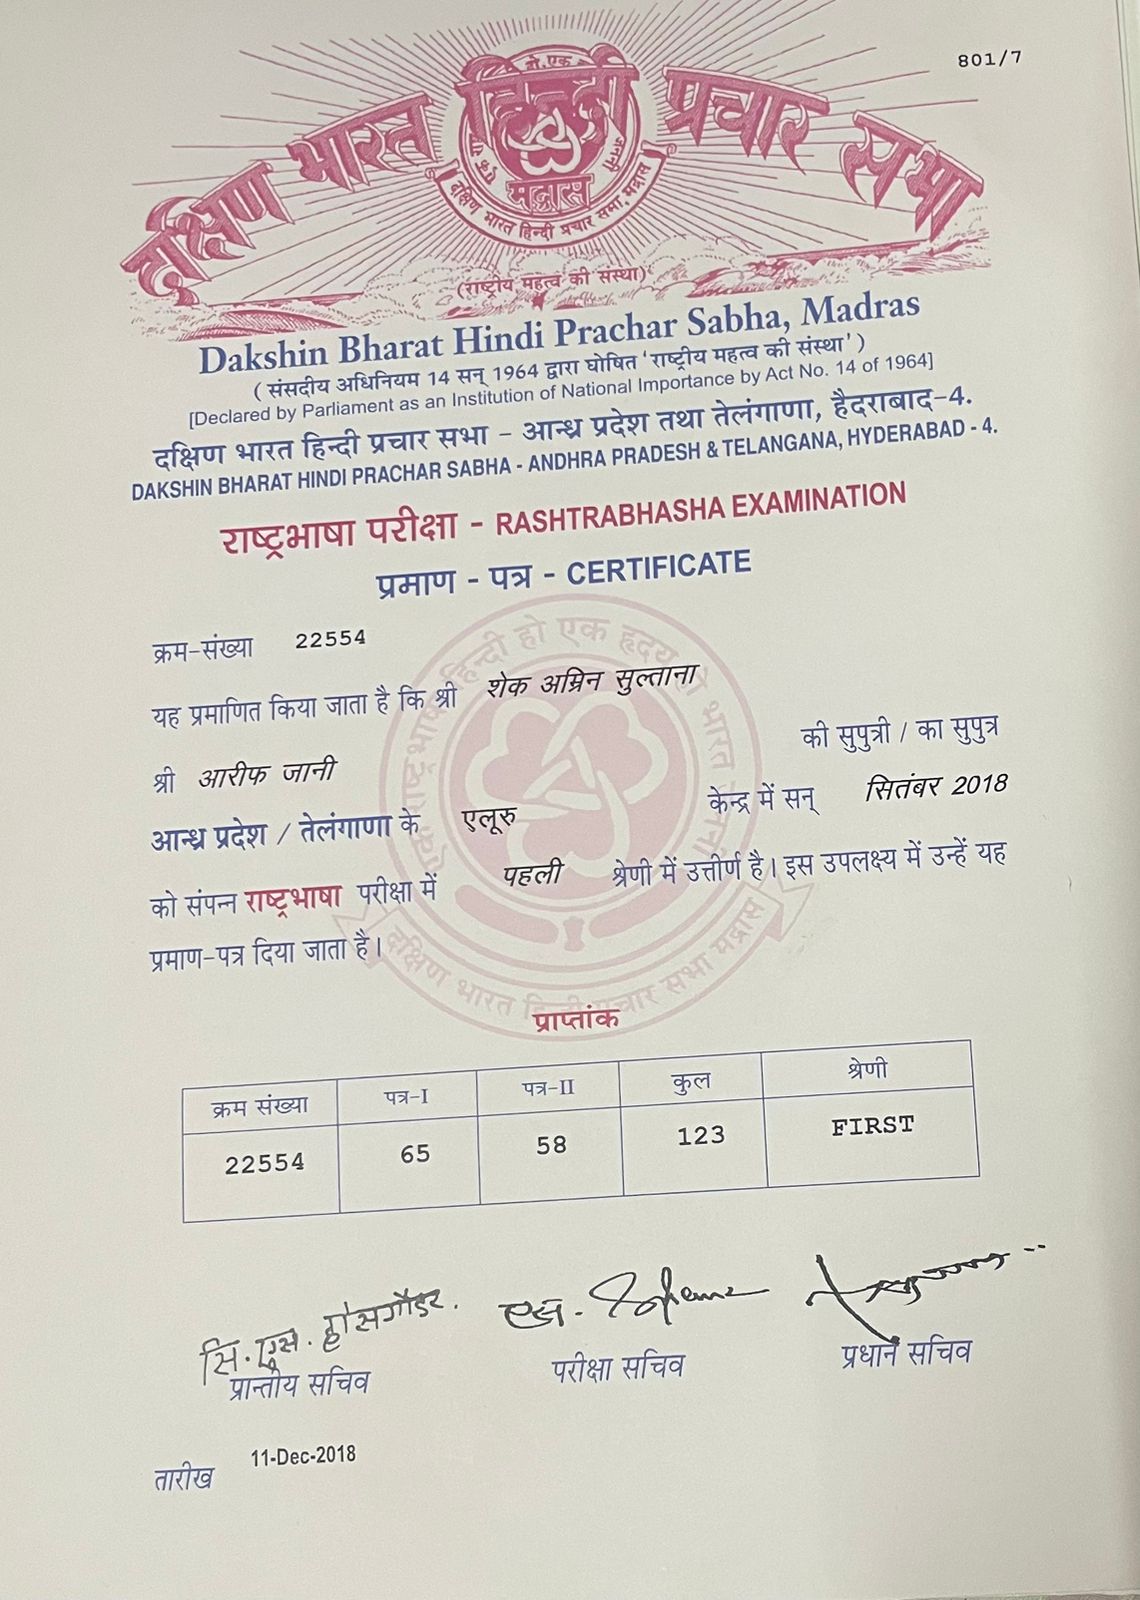 801/7
दक्षिण भारत हिन्दी प्रचार सभा
मद्रास
दक्षिण भारत हिन्दी प्रचार सभा, मद्रास
(राष्ट्रीय महत्व की संस्था)
Dakshin Bharat Hindi Prachar Sabha, Madras
( संसदीय अधिनियम 14 सन् 1964 द्वारा घोषित ‘राष्ट्रीय महत्व की संस्था’ )
[Declared by Parliament as an Institution of National Importance by Act No. 14 of 1964]
दक्षिण भारत हिन्दी प्रचार सभा – आन्ध्र प्रदेश तथा तेलंगाणा, हैदराबाद-4.
DAKSHIN BHARAT HINDI PRACHAR SABHA - ANDHRA PRADESH & TELANGANA, HYDERABAD - 4.
राष्ट्रभाषा परीक्षा - RASHTRABHASHA EXAMINATION
प्रमाण - पत्र - CERTIFICATE
क्रम-संख्या 22554
यह प्रमाणित किया जाता है कि श्री शेक अम्रिन सुल्ताना
की सुपुत्री / का सुपुत्र
श्री आरीफ जानी
आन्ध्र प्रदेश / तेलंगाणा के एलूरु केन्द्र में सन् सितंबर 2018
को संपन्न राष्ट्रभाषा परीक्षा में पहली श्रेणी में उत्तीर्ण है। इस उपलक्ष्य में उन्हें यह
प्रमाण-पत्र दिया जाता है।
दक्षिण भारत हिन्दी प्रचार सभा मद्रास
प्राप्तांक
क्रम संख्या पत्र-I पत्र-II कुल श्रेणी
22554 65 58 123 FIRST
सि.एस. होसगौडर.
प्रान्तीय सचिव परीक्षा सचिव प्रधान सचिव
तारीख 11-Dec-2018